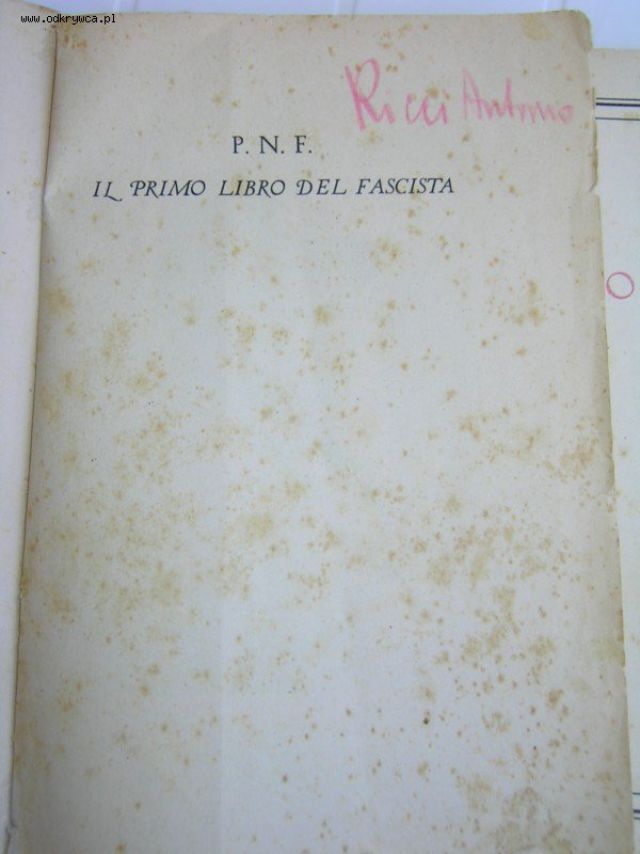 www.odkrywca.pl
Ricci Antonio
P. N. F.
IL PRIMO LIBRO DEL FASCISTA
O